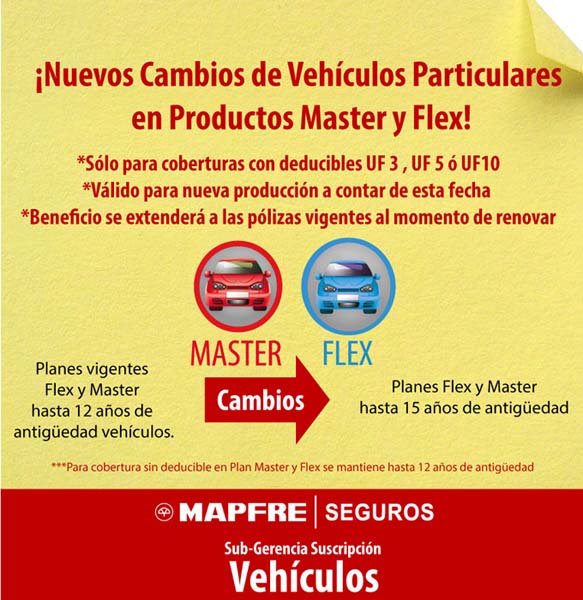 ¡Nuevos Cambios de Vehículos Particulares
en Productos Master y Flex!
*Sólo para coberturas con deducibles UF 3 , UF 5 ó UF10
*Válido para nueva producción a contar de esta fecha
*Beneficio se extenderá a las pólizas vigentes al momento de renovar
MASTER FLEX
Planes vigentes
Flex y Master
hasta 12 años de
antigüedad vehículos.
Cambios
Planes Flex y Master
hasta 15 años de antigüedad
***Para cobertura sin deducible en Plan Master y Flex se mantiene hasta 12 años de antigüedad
MAPFRE | SEGUROS
Sub-Gerencia Suscripción
Vehículos